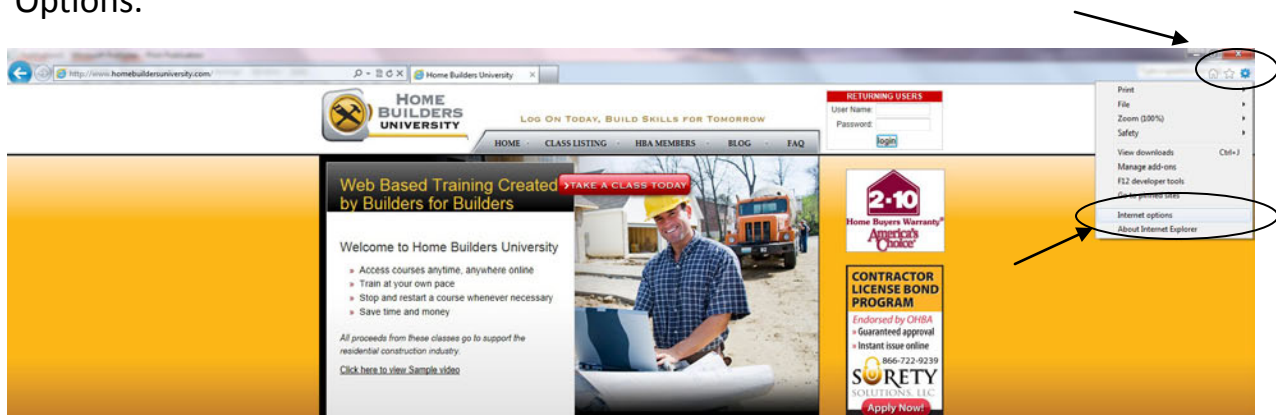 Options.
http://www.homebuildersuniversity.com/
Home Builders University
Print
File
Zoom (100%)
Safety
View downloads Ctrl+J
Manage add-ons
F12 developer tools
Go to pinned sites
Internet options
About Internet Explorer
HOME
BUILDERS
UNIVERSITY
LOG ON TODAY, BUILD SKILLS FOR TOMORROW
RETURNING USERS
User Name:
Password:
login
HOME CLASS LISTING HBA MEMBERS BLOG FAQ
Web Based Training Created
by Builders for Builders
>TAKE A CLASS TODAY
Welcome to Home Builders University
» Access courses anytime, anywhere online
» Train at your own pace
» Stop and restart a course whenever necessary
» Save time and money
All proceeds from these classes go to support the
residential construction industry.
Click here to view Sample video
2-10
Home Buyers Warranty®
America's
Choice®
CONTRACTOR
LICENSE BOND
PROGRAM
Endorsed by OHBA
» Guaranteed approval
» Instant issue online
866-722-9239
SURETY
SOLUTIONS, LLC
Apply Now!